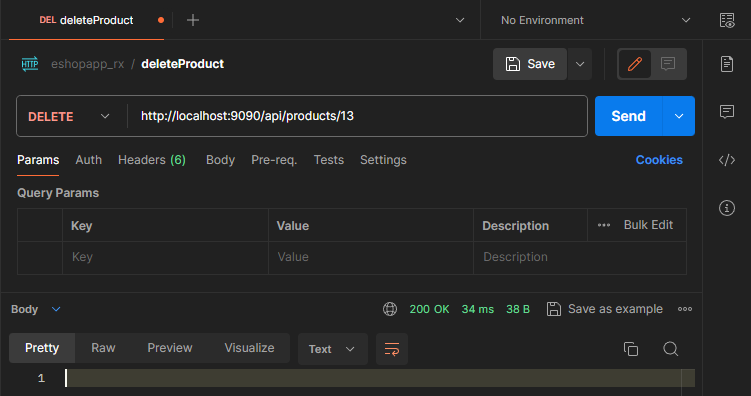 DEL deleteProduct
No Environment
HTTP eshopapp_rx / deleteProduct
Save
DELETE http://localhost:9090/api/products/13
Send
Params Auth Headers (6) Body Pre-req. Tests Settings Cookies
Query Params
Key Value Description Bulk Edit
Key Value Description
Body 200 OK 34 ms 38 B Save as example
Pretty Raw Preview Visualize Text
1